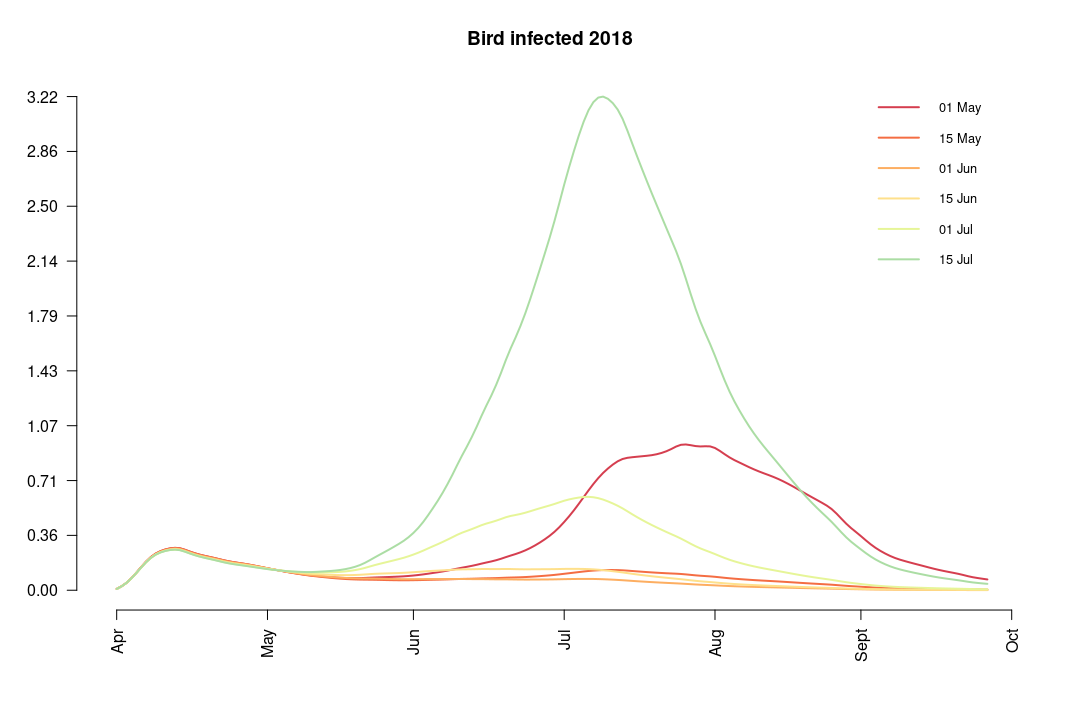 Bird infected 2018
3.22
2.86
2.50
2.14
1.79
1.43
1.07
0.71
0.36
0.00
01 May
15 May
01 Jun
15 Jun
01 Jul
15 Jul
Apr
May
Jun
Jul
Aug
Sept
Oct